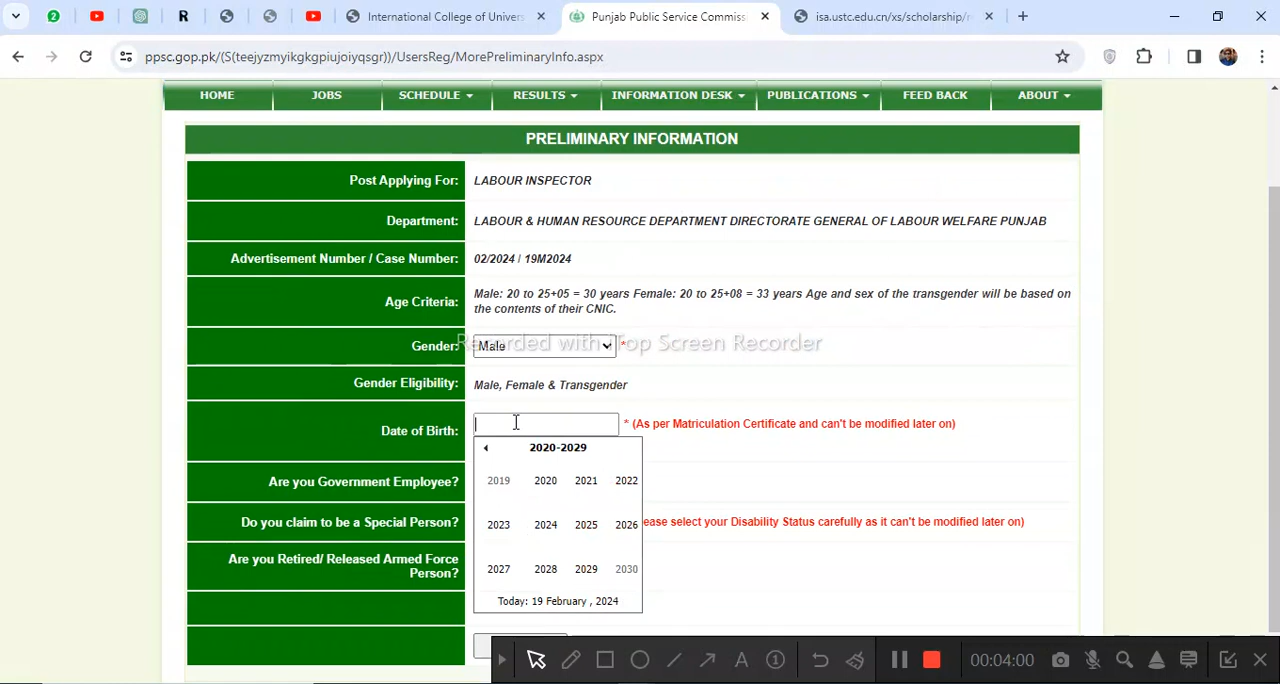 2
R
International College of Univers
Punjab Public Service Commiss
isa.ustc.edu.cn/xs/scholarship/r
ppsc.gop.pk/(S(teejyzmyikgkgpiujoiyqsgr))/UsersReg/MorePreliminaryInfo.aspx
HOME
JOBS
SCHEDULE
RESULTS
INFORMATION DESK
PUBLICATIONS
FEED BACK
ABOUT
PRELIMINARY INFORMATION
Post Applying For: LABOUR INSPECTOR
Department: LABOUR & HUMAN RESOURCE DEPARTMENT DIRECTORATE GENERAL OF LABOUR WELFARE PUNJAB
Advertisement Number / Case Number: 02/2024 / 19M2024
Age Criteria: Male: 20 to 25+05 = 30 years Female: 20 to 25+08 = 33 years Age and sex of the transgender will be based on
the contents of their CNIC.
Recorded with Top Screen Recorder
Gender: Male *
Gender Eligibility: Male, Female & Transgender
Date of Birth: * (As per Matriculation Certificate and can't be modified later on)
2020-2029
2019 2020 2021 2022
2023 2024 2025 2026
2027 2028 2029 2030
Today: 19 February , 2024
Are you Government Employee?
Do you claim to be a Special Person? ease select your Disability Status carefully as it can't be modified later on)
Are you Retired/ Released Armed Force
Person?
A
1
00:04:00